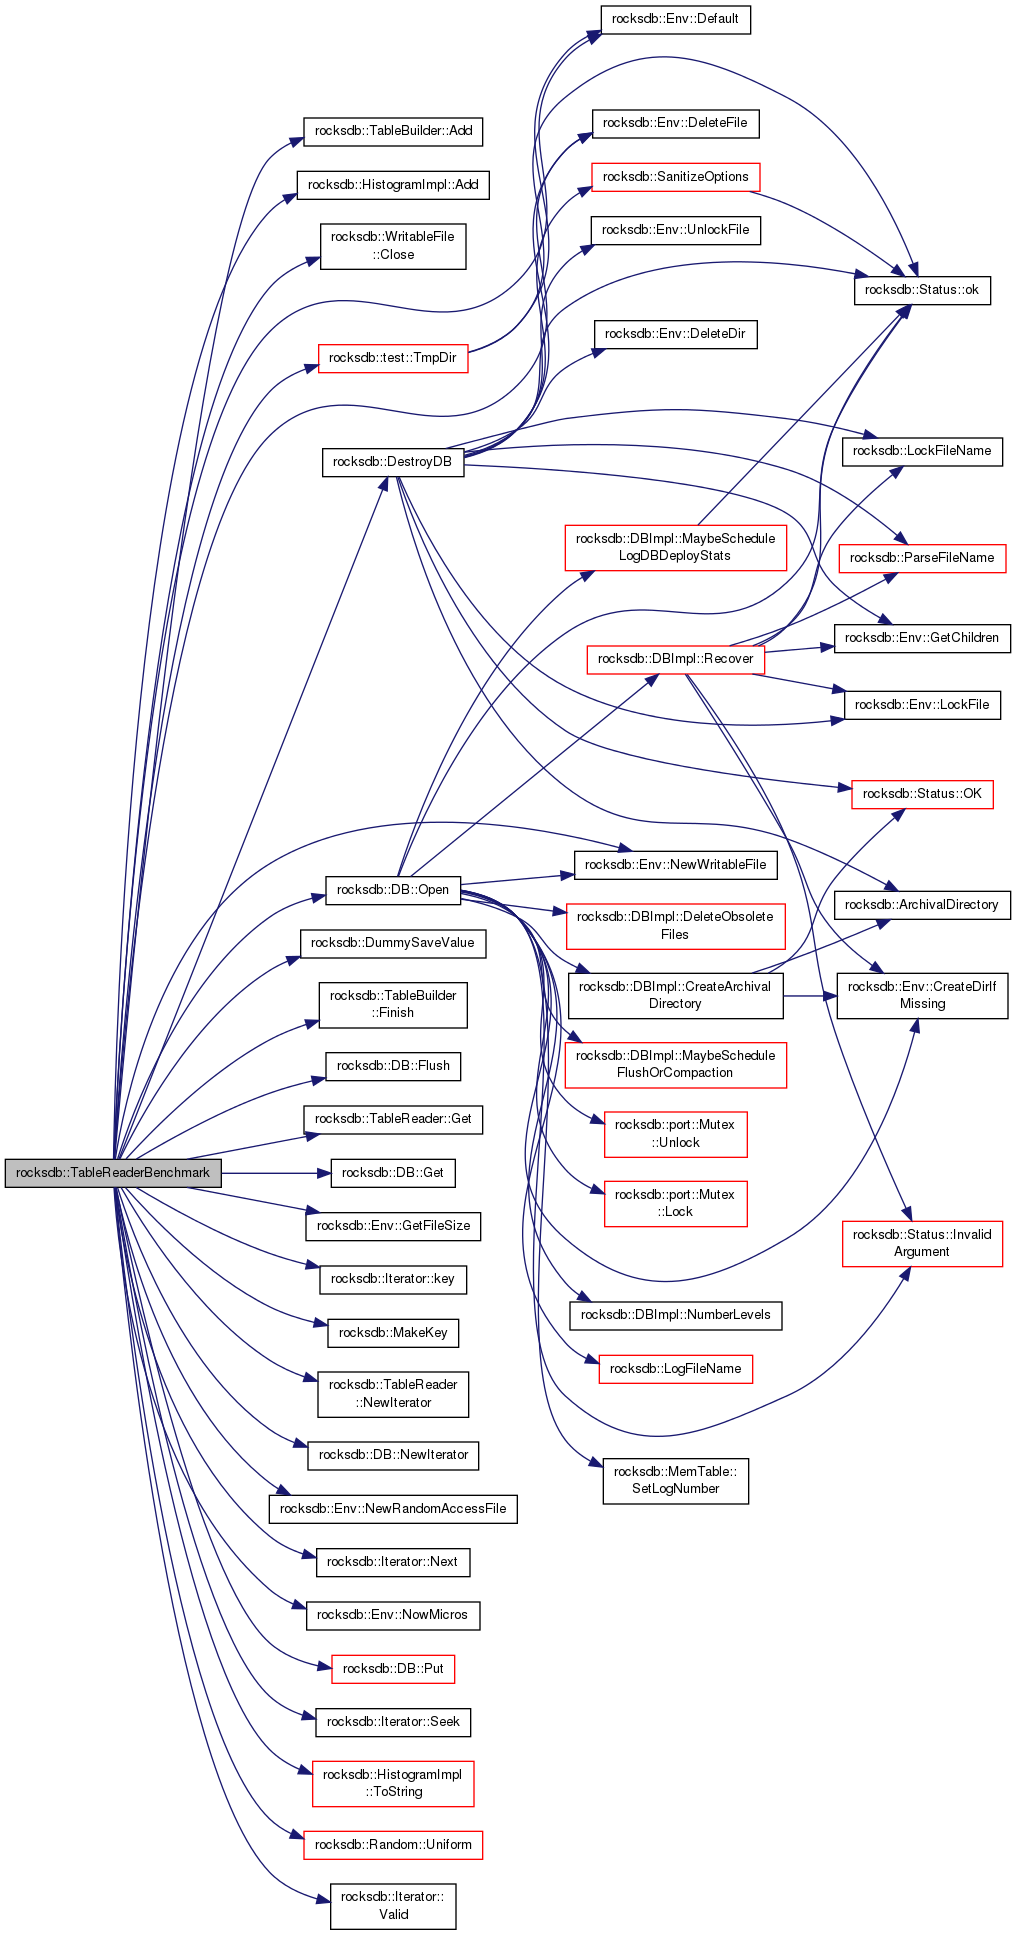 rocksdb::Env::Default
rocksdb::TableBuilder::Add
rocksdb::Env::DeleteFile
rocksdb::HistogramImpl::Add
rocksdb::SanitizeOptions
rocksdb::WritableFile
::Close
rocksdb::Env::UnlockFile
rocksdb::Status::ok
rocksdb::test::TmpDir
rocksdb::Env::DeleteDir
rocksdb::DestroyDB
rocksdb::LockFileName
rocksdb::DBImpl::MaybeSchedule
LogDBDeployStats
rocksdb::ParseFileName
rocksdb::DBImpl::Recover
rocksdb::Env::GetChildren
rocksdb::Env::LockFile
rocksdb::Status::OK
rocksdb::Env::NewWritableFile
rocksdb::DB::Open
rocksdb::DBImpl::DeleteObsolete
Files
rocksdb::ArchivalDirectory
rocksdb::DummySaveValue
rocksdb::DBImpl::CreateArchival
Directory
rocksdb::Env::CreateDirIf
Missing
rocksdb::TableBuilder
::Finish
rocksdb::DB::Flush
rocksdb::DBImpl::MaybeSchedule
FlushOrCompaction
rocksdb::TableReader::Get
rocksdb::port::Mutex
::Unlock
rocksdb::TableReaderBenchmark
rocksdb::DB::Get
rocksdb::Env::GetFileSize
rocksdb::port::Mutex
::Lock
rocksdb::Status::Invalid
Argument
rocksdb::Iterator::key
rocksdb::DBImpl::NumberLevels
rocksdb::MakeKey
rocksdb::LogFileName
rocksdb::TableReader
::NewIterator
rocksdb::DB::NewIterator
rocksdb::MemTable::
SetLogNumber
rocksdb::Env::NewRandomAccessFile
rocksdb::Iterator::Next
rocksdb::Env::NowMicros
rocksdb::DB::Put
rocksdb::Iterator::Seek
rocksdb::HistogramImpl
::ToString
rocksdb::Random::Uniform
rocksdb::Iterator::
Valid